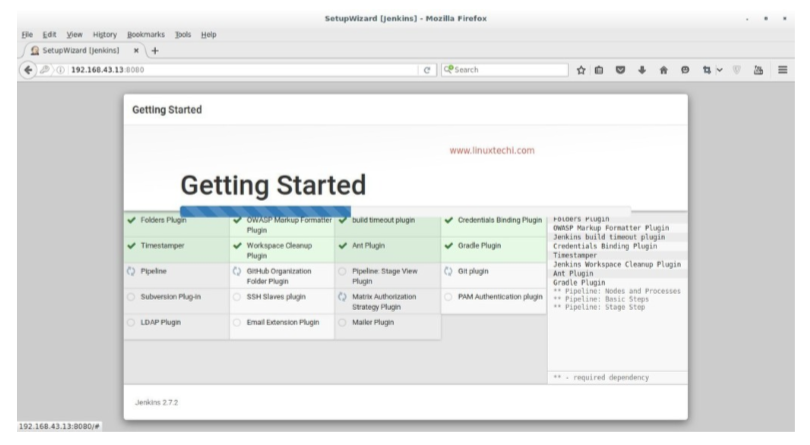 SetupWizard [Jenkins] - Mozilla Firefox
File Edit View History Bookmarks Tools Help
SetupWizard [Jenkins]
192.168.43.13:8080
Search
Getting Started
www.linuxtechi.com
Getting Started
Folders Plugin
OWASP Markup Formatter Plugin
build timeout plugin
Credentials Binding Plugin
Timestamper
Workspace Cleanup Plugin
Ant Plugin
Gradle Plugin
Pipeline
GitHub Organization Folder Plugin
Pipeline: Stage View Plugin
Git plugin
Subversion Plug-in
SSH Slaves plugin
Matrix Authorization Strategy Plugin
PAM Authentication plugin
LDAP Plugin
Email Extension Plugin
Mailer Plugin
Folders Plugin
OWASP Markup Formatter Plugin
Jenkins build timeout plugin
Credentials Binding Plugin
Timestamper
Jenkins Workspace Cleanup Plugin
Ant Plugin
Gradle Plugin
** Pipeline: Nodes and Processes
** Pipeline: Basic Steps
** Pipeline: Stage Step
** - required dependency
Jenkins 2.7.2
192.168.43.13:8080/#